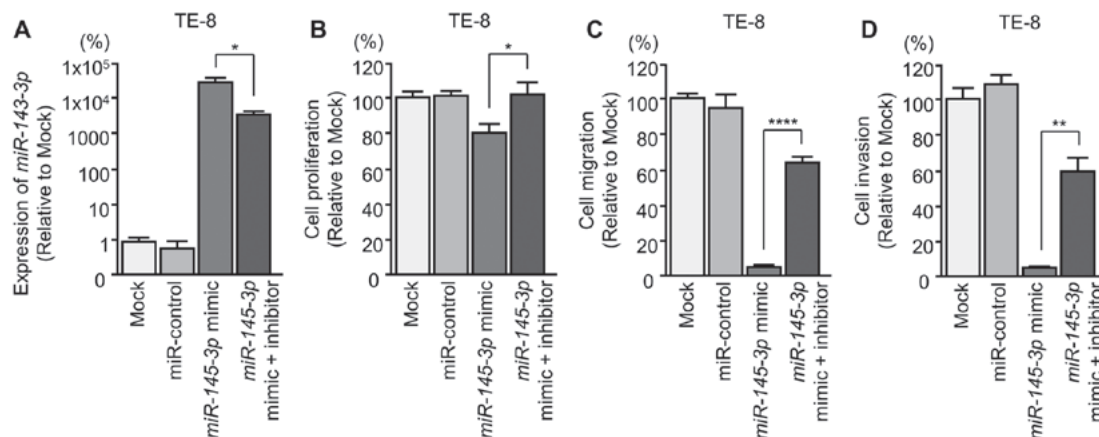 A
TE-8
(%)
Expression of miR-143-3p
(Relative to Mock)
1x10⁵
1x10⁴
1000
1
1
0
*
Mock
miR-control
miR-145-3p mimic
miR-145-3p
mimic + inhibitor
B
TE-8
(%)
Cell proliferation
(Relative to Mock)
120
100
80
60
40
20
0
*
Mock
miR-control
miR-145-3p mimic
miR-145-3p
mimic + inhibitor
C
TE-8
(%)
Cell migration
(Relative to Mock)
120
100
80
60
40
20
0
****
Mock
miR-control
miR-145-3p mimic
miR-145-3p
mimic + inhibitor
D
TE-8
(%)
Cell invasion
(Relative to Mock)
120
100
80
60
40
20
0
**
Mock
miR-control
miR-145-3p mimic
miR-145-3p
mimic + inhibitor